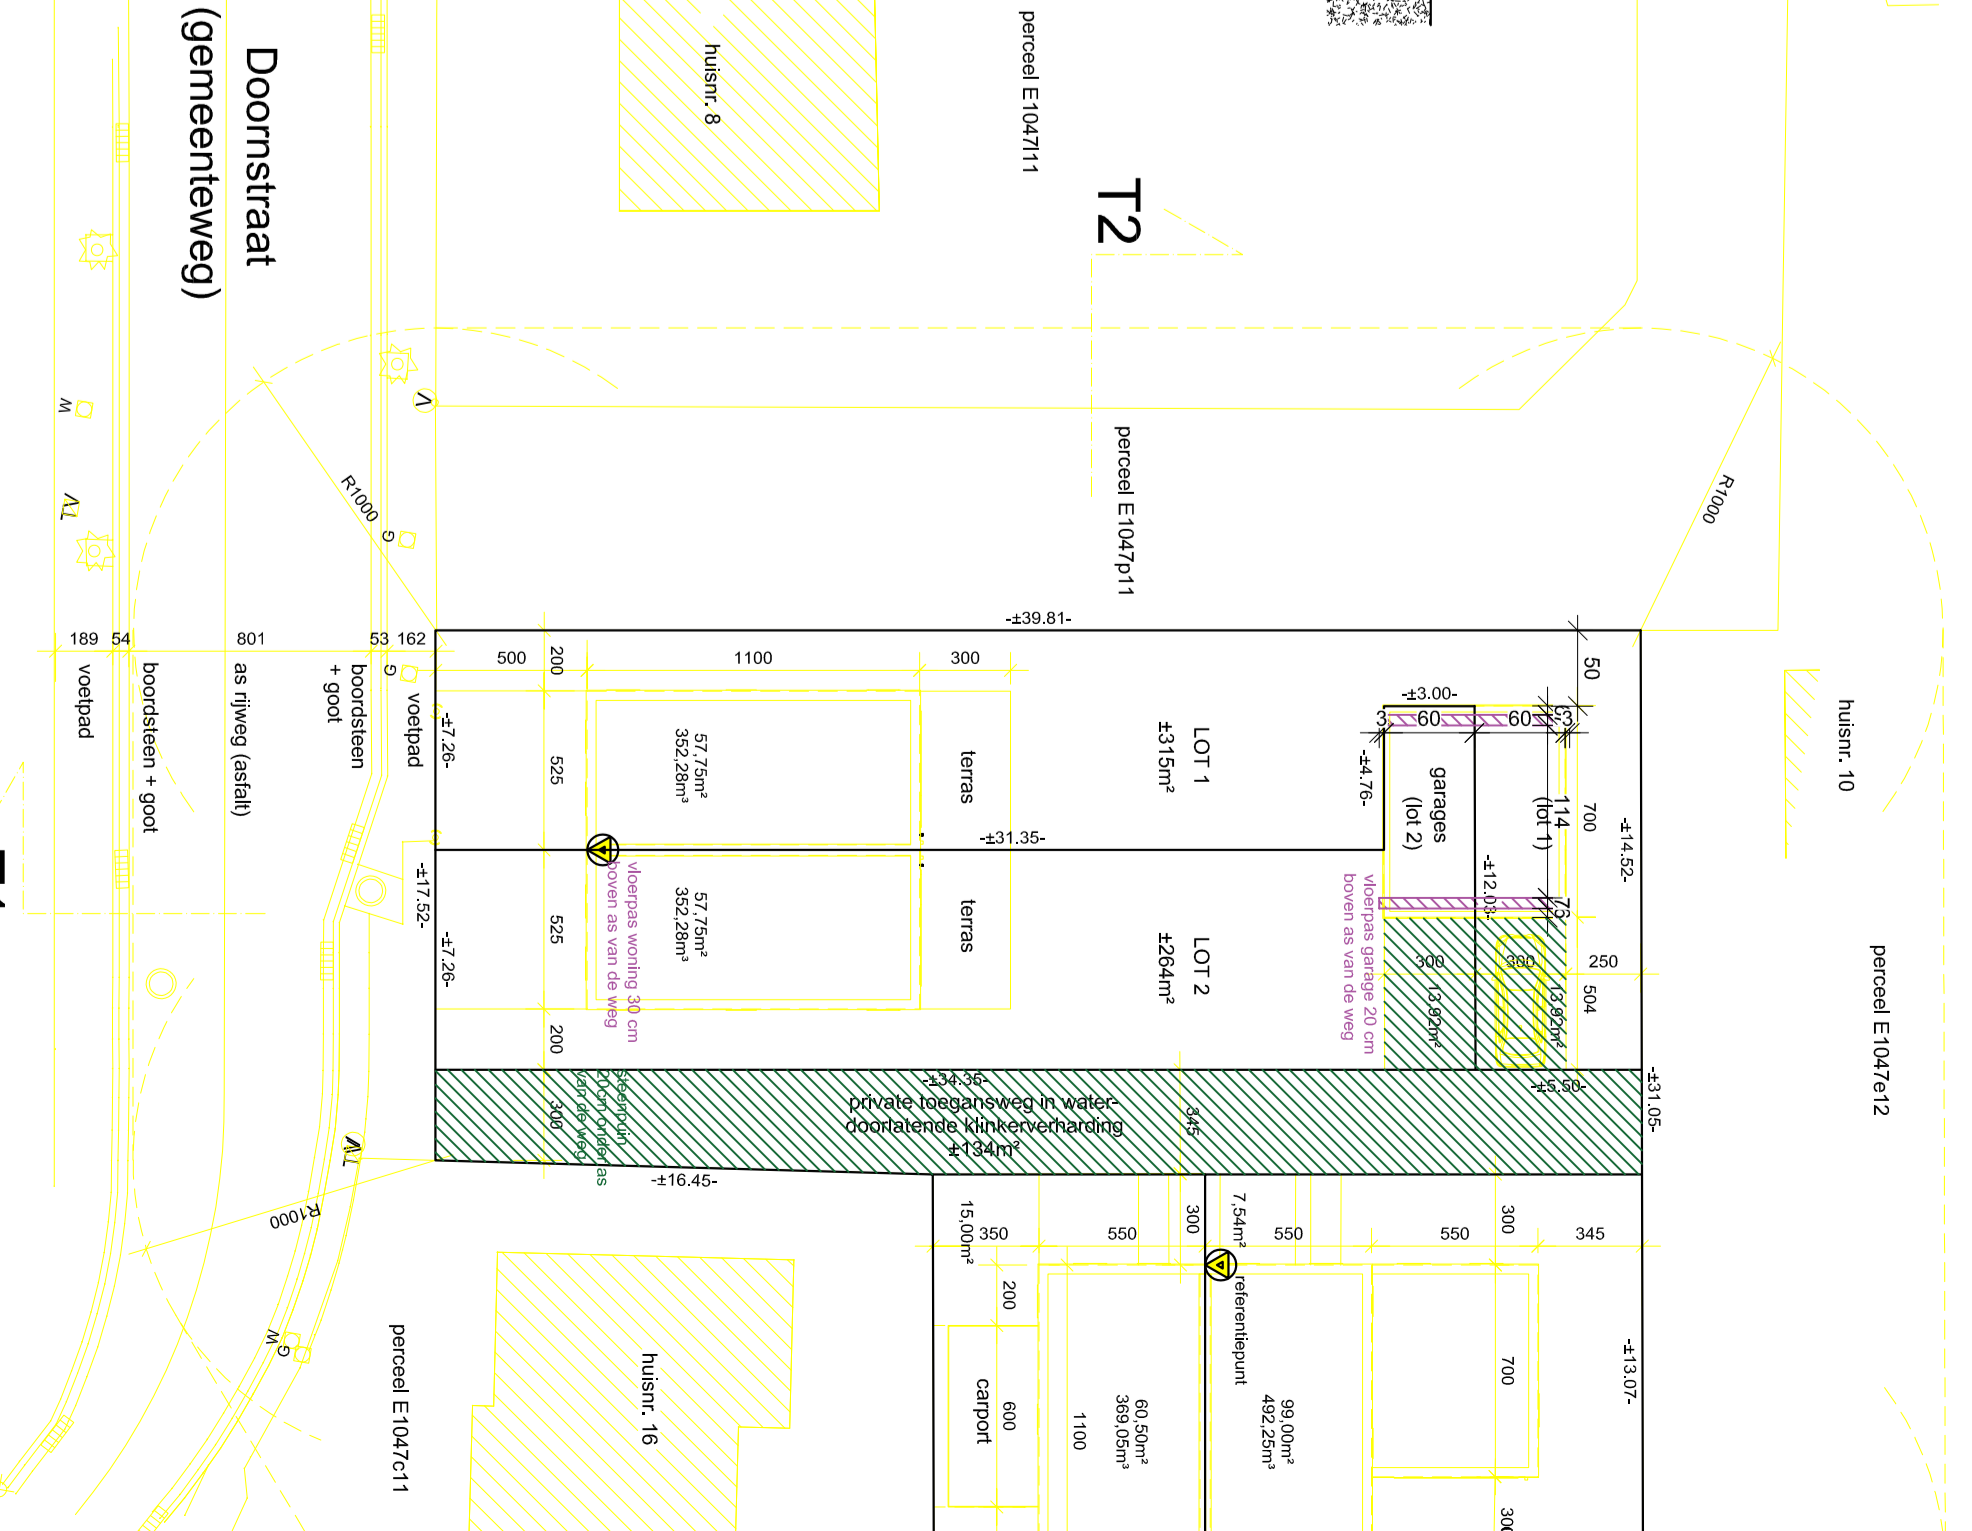 Doornstraat
(gemeenteweg)
huisnr. 8
perceel E1047l11
T2
perceel E1047p11
R1000
R1000
huisnr. 10
perceel E1047e12
W
TV
V
G
G
189
54
801
53
162
voetpad
boordsteen + goot
as rijweg (asfalt)
boordsteen
+ goot
voetpad
-±39.81-
500
200
1100
300
50
-±7.26-
525
57,75m²
352,28m³
terras
LOT 1
±315m²
-±3.00-
3
60
60
-±4.76-
garages
(lot 2)
114
(lot 1)
700
-±14.52-
-±31.35-
-±17.52-
-±7.26-
525
57,75m²
352,28m³
terras
LOT 2
±264m²
vloerpas woning 30 cm
boven as van de weg
vloerpas garage 20 cm
boven as van de weg
-±12.03-
300
300
250
13,92m²
13,92m²
504
200
300
steenpuin
20cm onder as
van de weg
-±34.35-
private toegansweg in water-
doorlatende klinkerverharding
±134m²
345
-±5.50-
-±31.05-
-±16.45-
TV
R1000
W
G
perceel E1047c11
huisnr. 16
15,00m²
350
550
300
7,54m²
550
550
300
345
referentiepunt
200
carport
600
1100
60,50m²
369,05m³
99,00m²
492,25m³
700
-±13.07-
300